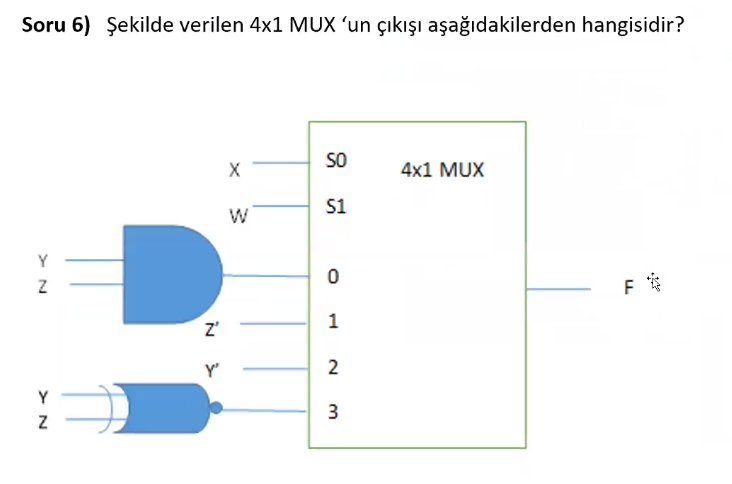 Soru 6) Şekilde verilen 4x1 MUX ‘un çıkışı aşağıdakilerden hangisidir?
X
S0
4x1 MUX
W
S1
Y
Z
0
F
Z'
1
Y'
2
Y
Z
3